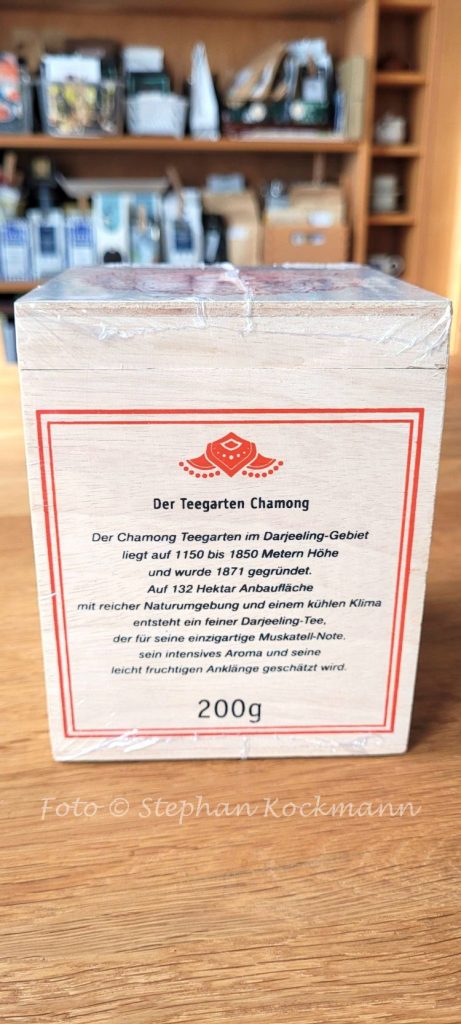 Der Teegarten Chamong
Der Chamong Teegarten im Darjeeling-Gebiet
liegt auf 1150 bis 1850 Metern Höhe
und wurde 1871 gegründet.
Auf 132 Hektar Anbaufläche
mit reicher Naturumgebung und einem kühlen Klima
entsteht ein feiner Darjeeling-Tee,
der für seine einzigartige Muskatell-Note,
sein intensives Aroma und seine
leicht fruchtigen Anklänge geschätzt wird.
200g
Foto © Stephan Kockmann